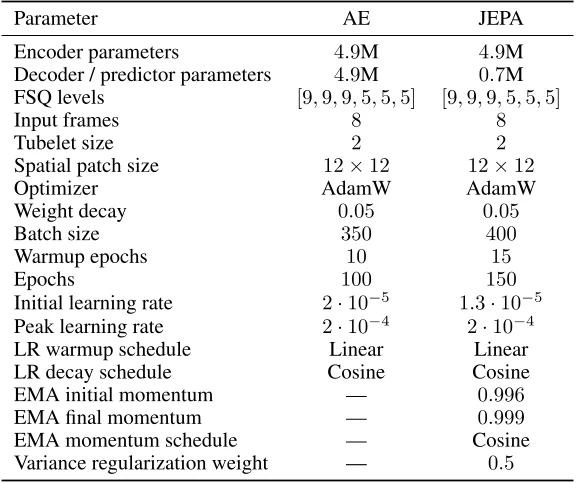 Parameter AE JEPA
Encoder parameters 4.9M 4.9M
Decoder / predictor parameters 4.9M 0.7M
FSQ levels [9, 9, 9, 5, 5, 5] [9, 9, 9, 5, 5, 5]
Input frames 8 8
Tubelet size 2 2
Spatial patch size 12 × 12 12 × 12
Optimizer AdamW AdamW
Weight decay 0.05 0.05
Batch size 350 400
Warmup epochs 10 15
Epochs 100 150
Initial learning rate 2 · 10⁻⁵ 1.3 · 10⁻⁵
Peak learning rate 2 · 10⁻⁴ 2 · 10⁻⁴
LR warmup schedule Linear Linear
LR decay schedule Cosine Cosine
EMA initial momentum — 0.996
EMA final momentum — 0.999
EMA momentum schedule — Cosine
Variance regularization weight — 0.5